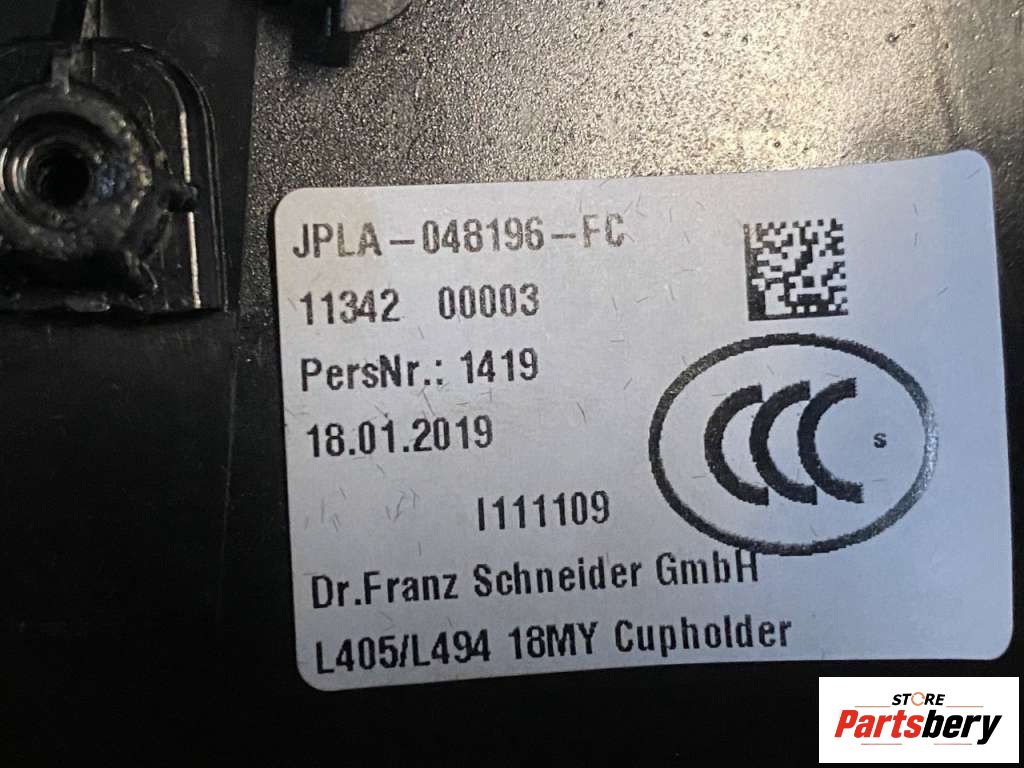 JPLA-048196-FC
11342 00003
PersNr.: 1419
18.01.2019
CCC S
I111109
Dr.Franz Schneider GmbH
L405/L494 18MY Cupholder
STORE
Partsbery